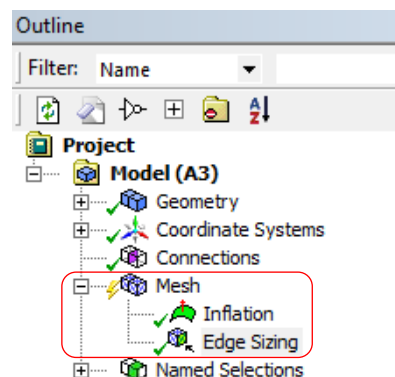 Outline
Filter: Name
Project
Model (A3)
Geometry
Coordinate Systems
Connections
Mesh
Inflation
Edge Sizing
Named Selections